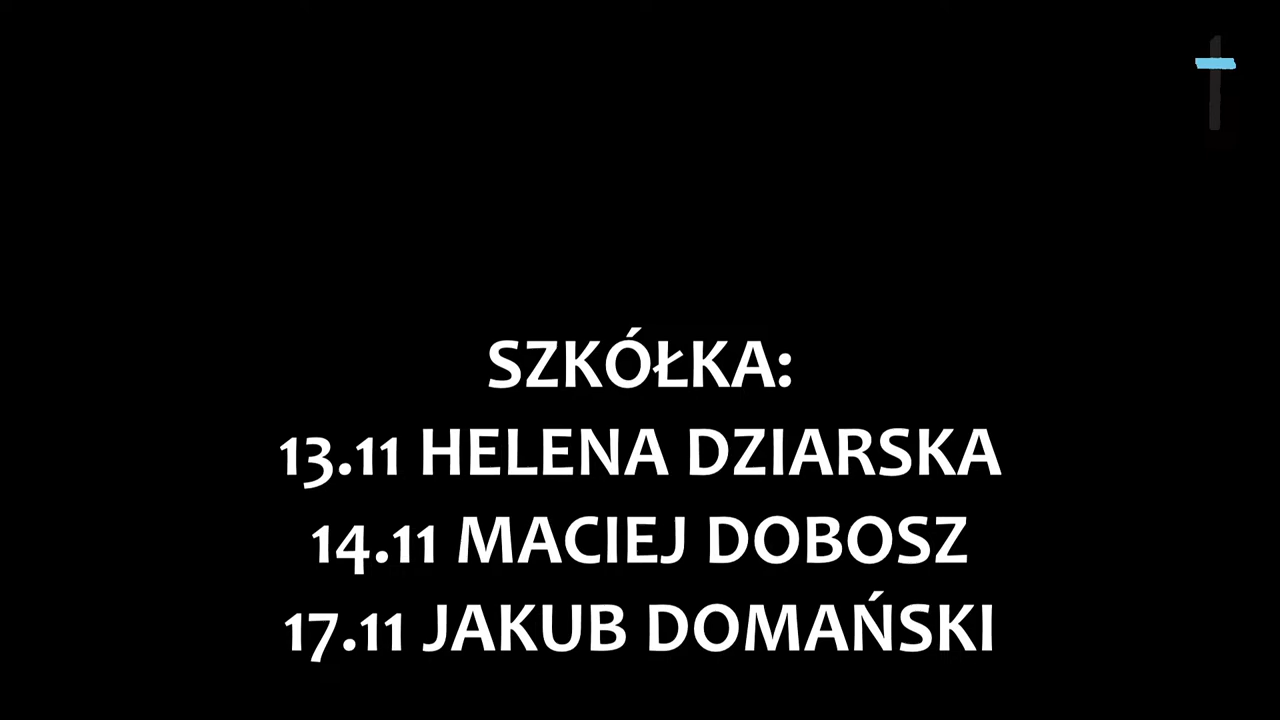 SZKÓŁKA:
13.11 HELENA DZIARSKA
14.11 MACIEJ DOBOSZ
17.11 JAKUB DOMAŃSKI